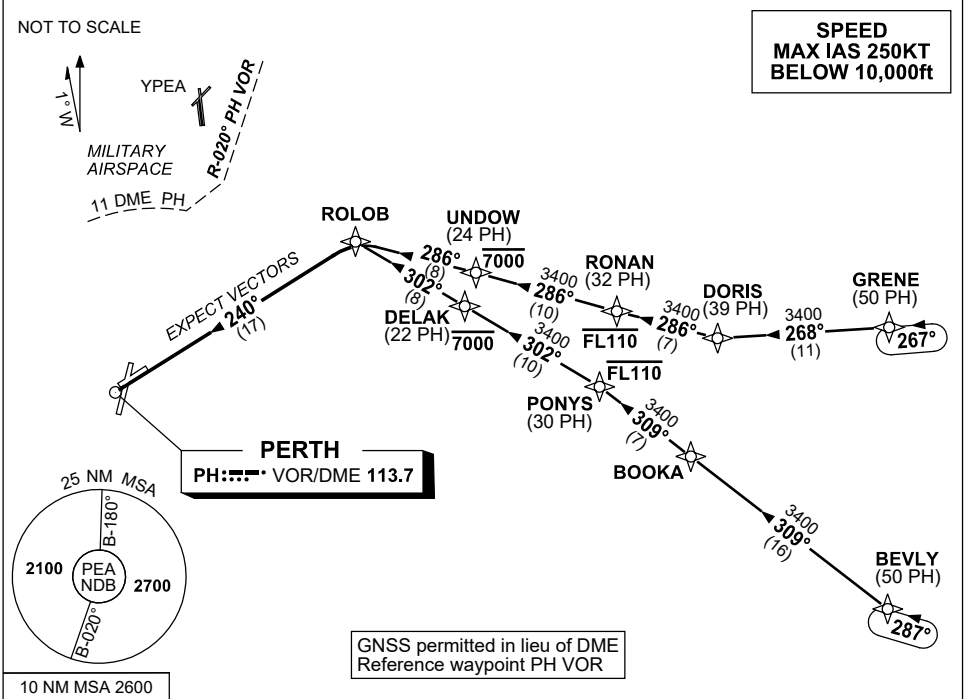 NOT TO SCALE
SPEED
MAX IAS 250KT
BELOW 10,000ft
1° W
YPEA
R-020° PH VOR
MILITARY
AIRSPACE
11 DME PH
ROLOB
UNDOW
(24 PH)
7000
286°
(8)
302°
(8)
RONAN
(32 PH)
FL110
3400
286°
(10)
DORIS
(39 PH)
3400
286°
(7)
GRENE
(50 PH)
3400
268°
(11)
267°
EXPECT VECTORS
240°
(17)
DELAK
(22 PH)
7000
3400
302°
(10)
FL110
PONYS
(30 PH)
3400
309°
(7)
BOOKA
3400
309°
(16)
BEVLY
(50 PH)
287°
PERTH
PH VOR/DME 113.7
25 NM MSA
B-180°
2100
PEA
NDB
2700
B-020°
GNSS permitted in lieu of DME
Reference waypoint PH VOR
10 NM MSA 2600